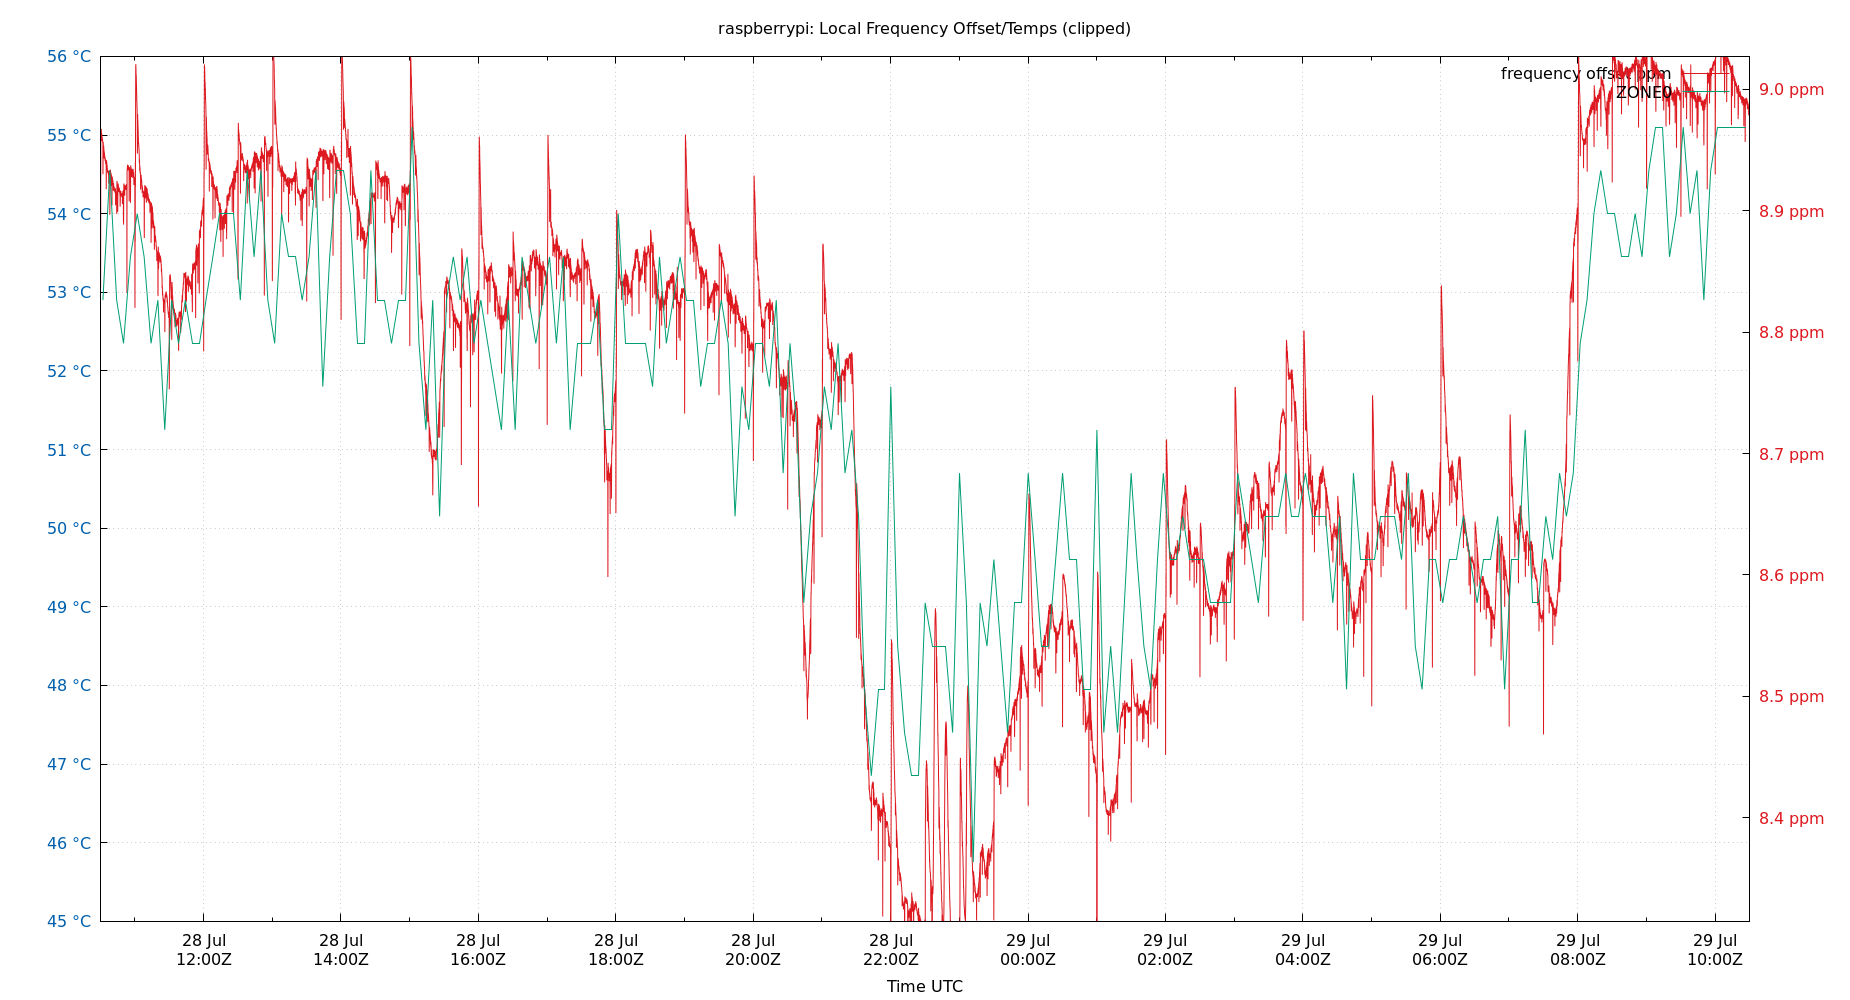 raspberrypi: Local Frequency Offset/Temps (clipped)
56 °C
55 °C
54 °C
53 °C
52 °C
51 °C
50 °C
49 °C
48 °C
47 °C
46 °C
45 °C
frequency offset ppm
ZONE0
9.0 ppm
8.9 ppm
8.8 ppm
8.7 ppm
8.6 ppm
8.5 ppm
8.4 ppm
28 Jul 28 Jul 28 Jul 28 Jul 28 Jul 28 Jul 29 Jul 29 Jul 29 Jul 29 Jul 29 Jul 29 Jul
12:00Z 14:00Z 16:00Z 18:00Z 20:00Z 22:00Z 00:00Z 02:00Z 04:00Z 06:00Z 08:00Z 10:00Z
Time UTC